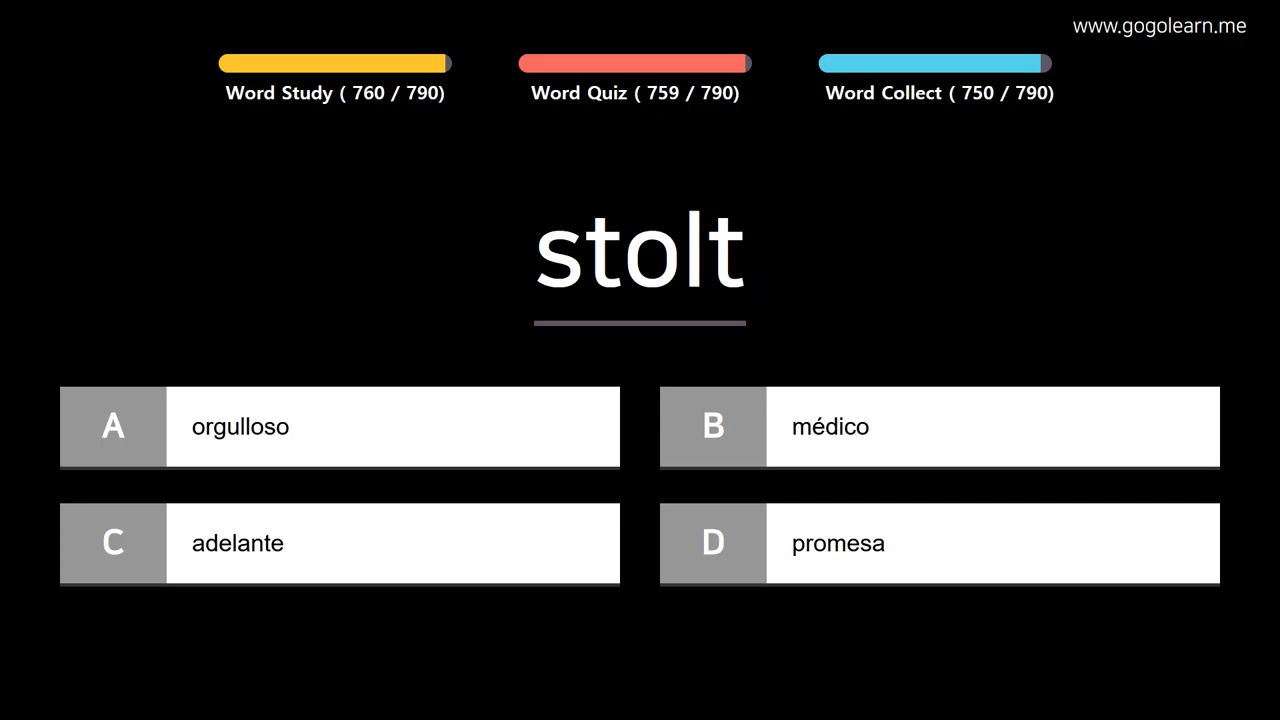 www.gogolearn.me
Word Study ( 760 / 790)
Word Quiz ( 759 / 790)
Word Collect ( 750 / 790)
stolt
A orgulloso
B médico
C adelante
D promesa